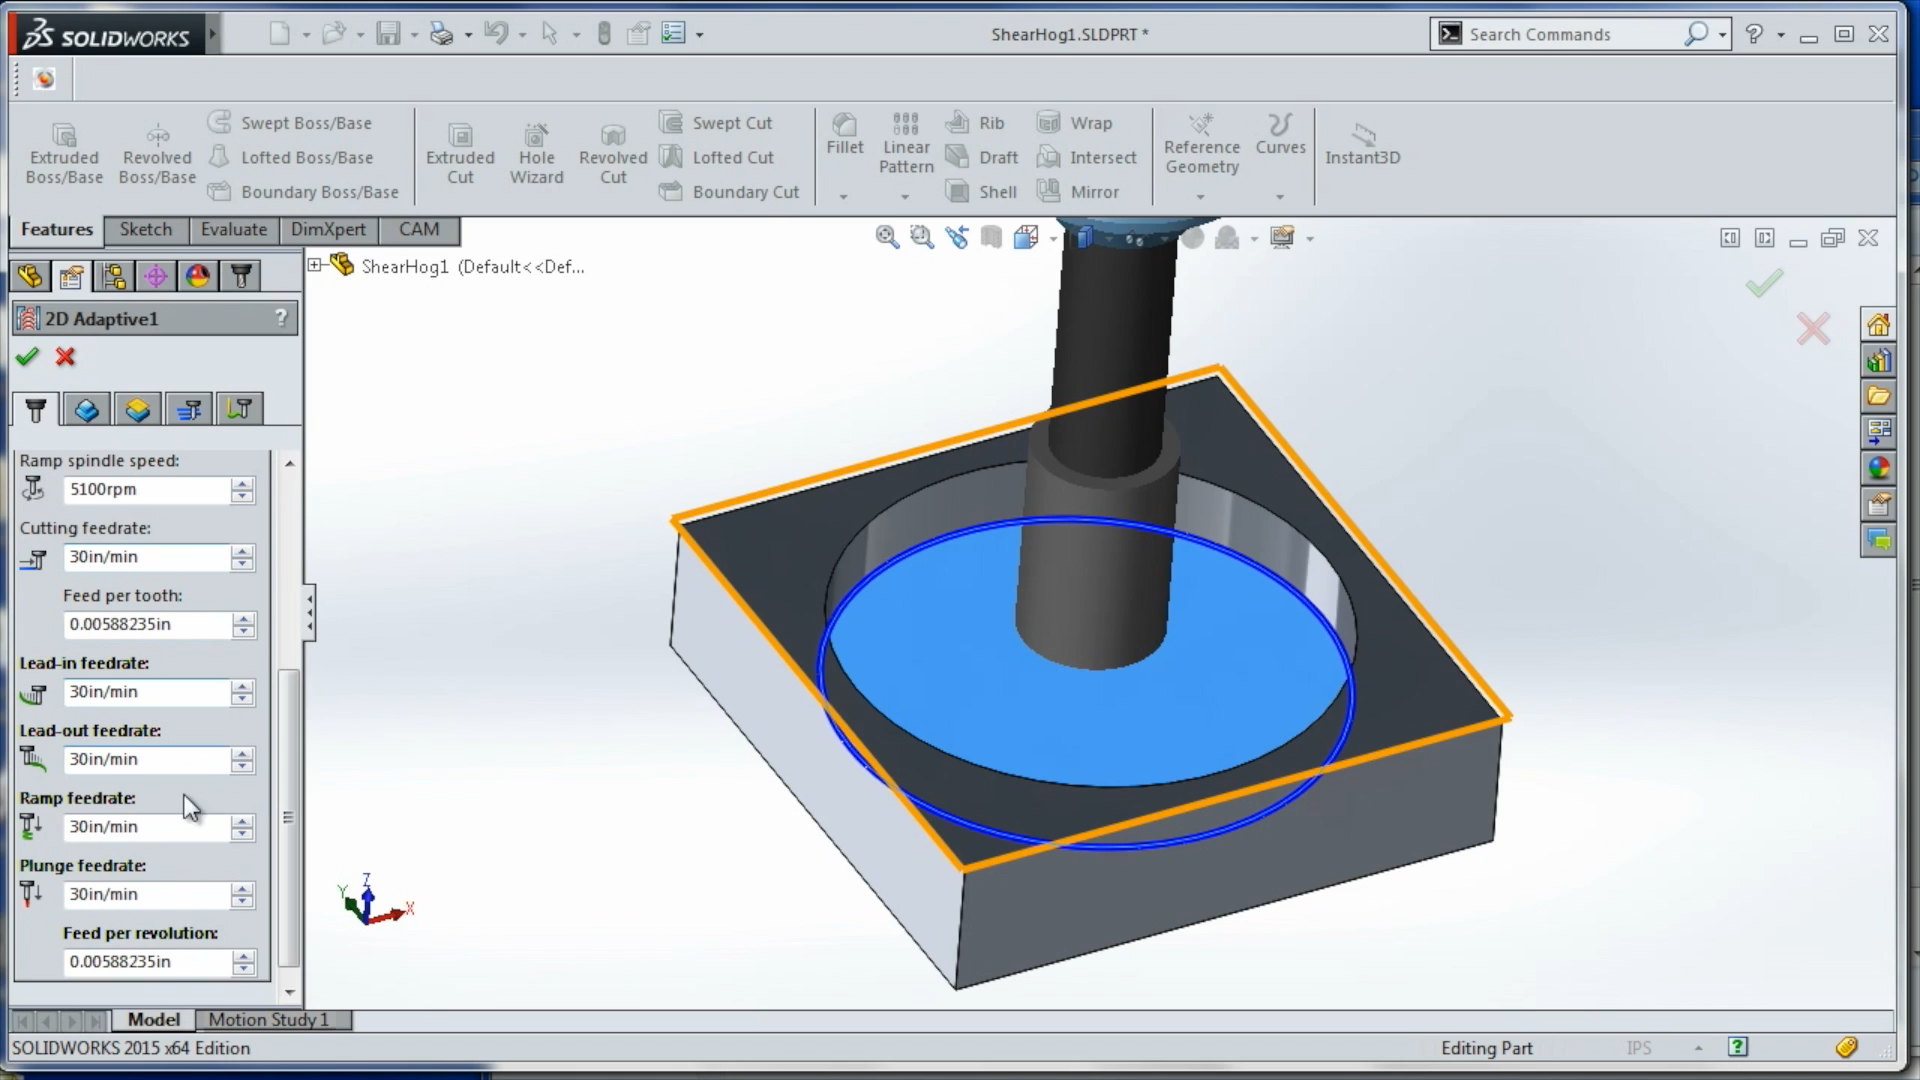 SOLIDWORKS
ShearHog1.SLDPRT *
Search Commands
?
Extruded
Boss/Base
Revolved
Boss/Base
Swept Boss/Base
Lofted Boss/Base
Boundary Boss/Base
Extruded
Cut
Hole
Wizard
Revolved
Cut
Swept Cut
Lofted Cut
Boundary Cut
Fillet
Linear
Pattern
Rib
Draft
Shell
Wrap
Intersect
Mirror
Reference
Geometry
Curves
Instant3D
Features
Sketch
Evaluate
DimXpert
CAM
ShearHog1 (Default<<Def...
2D Adaptive1
?
Ramp spindle speed:
5100rpm
Cutting feedrate:
30in/min
Feed per tooth:
0.00588235in
Lead-in feedrate:
30in/min
Lead-out feedrate:
30in/min
Ramp feedrate:
30in/min
Plunge feedrate:
30in/min
Feed per revolution:
0.00588235in
Z
Y
X
Model
Motion Study 1
SOLIDWORKS 2015 x64 Edition
Editing Part
IPS
?